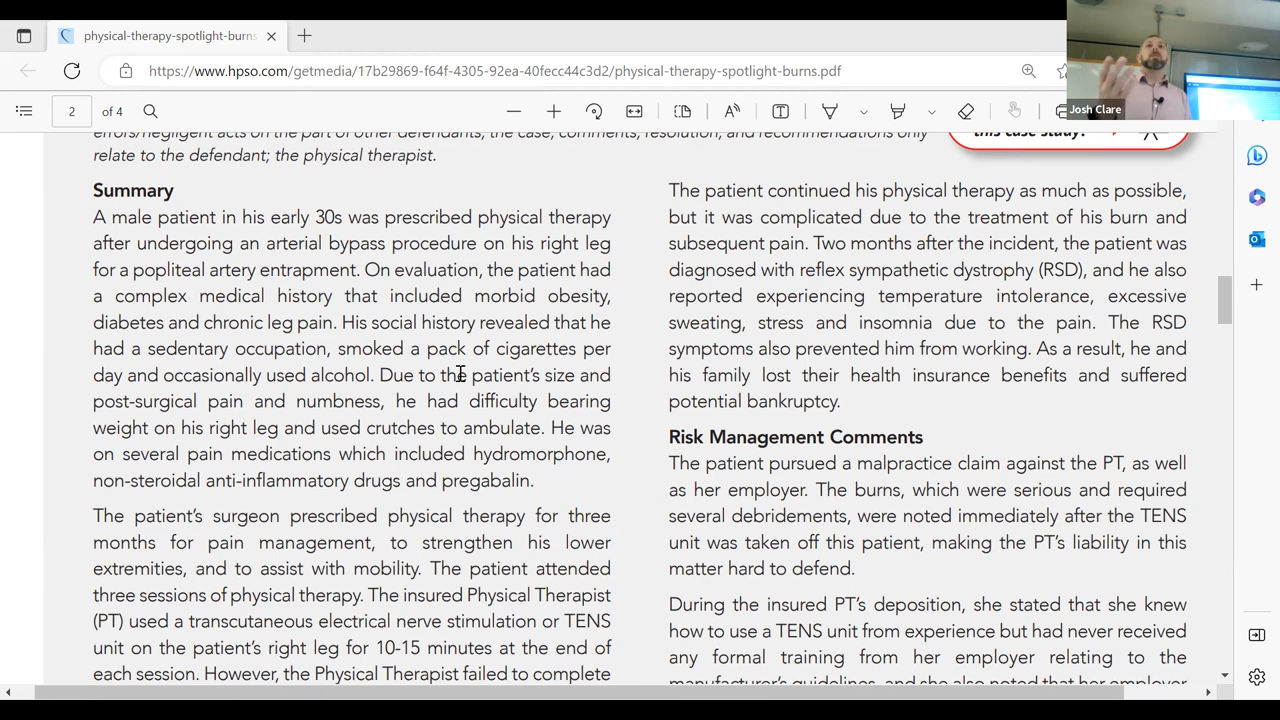 physical-therapy-spotlight-burns
https://www.hpso.com/getmedia/17b29869-f64f-4305-92ea-40fecc44c3d2/physical-therapy-spotlight-burns.pdf
2 of 4
Josh Clare
errors/negligent acts on the part of other defendants, the case, comments, resolution, and recommendations only
relate to the defendant; the physical therapist.
this case study?
Summary
A male patient in his early 30s was prescribed physical therapy
after undergoing an arterial bypass procedure on his right leg
for a popliteal artery entrapment. On evaluation, the patient had
a complex medical history that included morbid obesity,
diabetes and chronic leg pain. His social history revealed that he
had a sedentary occupation, smoked a pack of cigarettes per
day and occasionally used alcohol. Due to the patient's size and
post-surgical pain and numbness, he had difficulty bearing
weight on his right leg and used crutches to ambulate. He was
on several pain medications which included hydromorphone,
non-steroidal anti-inflammatory drugs and pregabalin.
The patient's surgeon prescribed physical therapy for three
months for pain management, to strengthen his lower
extremities, and to assist with mobility. The patient attended
three sessions of physical therapy. The insured Physical Therapist
(PT) used a transcutaneous electrical nerve stimulation or TENS
unit on the patient's right leg for 10-15 minutes at the end of
each session. However, the Physical Therapist failed to complete
The patient continued his physical therapy as much as possible,
but it was complicated due to the treatment of his burn and
subsequent pain. Two months after the incident, the patient was
diagnosed with reflex sympathetic dystrophy (RSD), and he also
reported experiencing temperature intolerance, excessive
sweating, stress and insomnia due to the pain. The RSD
symptoms also prevented him from working. As a result, he and
his family lost their health insurance benefits and suffered
potential bankruptcy.
Risk Management Comments
The patient pursued a malpractice claim against the PT, as well
as her employer. The burns, which were serious and required
several debridements, were noted immediately after the TENS
unit was taken off this patient, making the PT's liability in this
matter hard to defend.
During the insured PT's deposition, she stated that she knew
how to use a TENS unit from experience but had never received
any formal training from her employer relating to the
manufacturer's guidelines, and she also noted that her employer